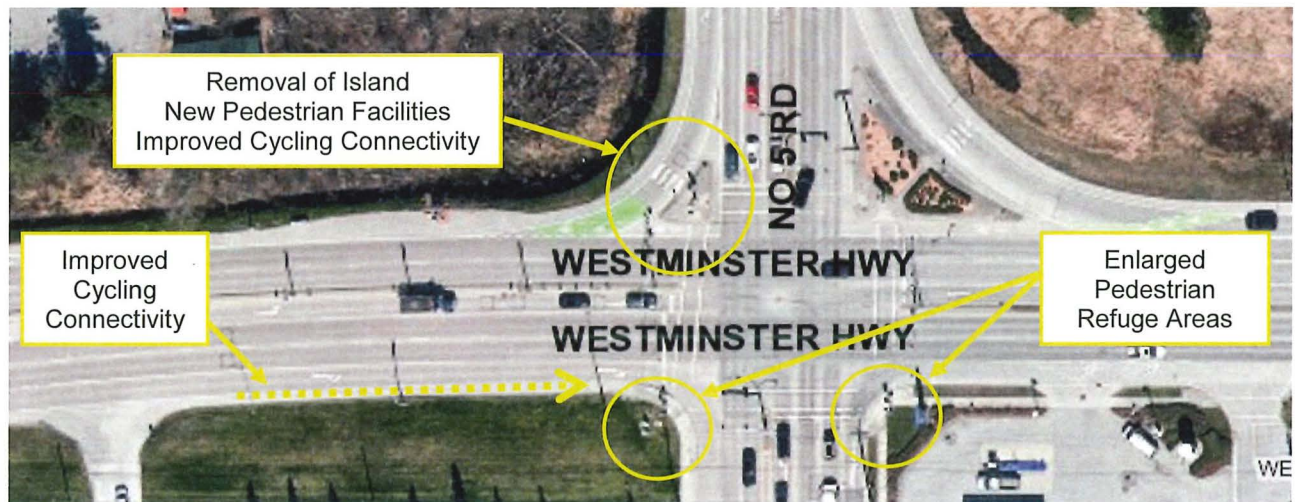 Removal of Island
New Pedestrian Facilities
Improved Cycling Connectivity
NO 5 RD
WESTMINSTER HWY
Improved
Cycling
Connectivity
Enlarged
Pedestrian
Refuge Areas
WESTMINSTER HWY
WE